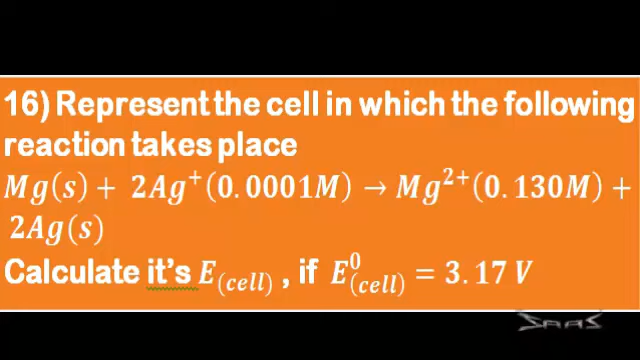 16) Represent the cell in which the following
reaction takes place
Mg(s) + 2Ag⁺(0.0001M) → Mg²⁺(0.130M) +
2Ag(s)
Calculate it's E₍cell₎ , if E⁰₍cell₎ = 3.17 V
SAAS